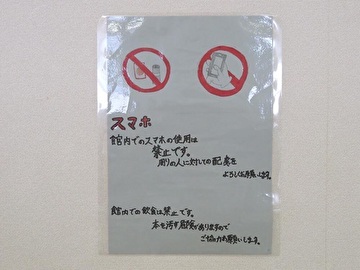 スマホ
館内でのスマホの使用は
禁止です。
周りの人に対しての配慮を
よろしくお願いします。
館内での飲食は禁止です。
本を汚す危険がありますので
ご協力お願いします。